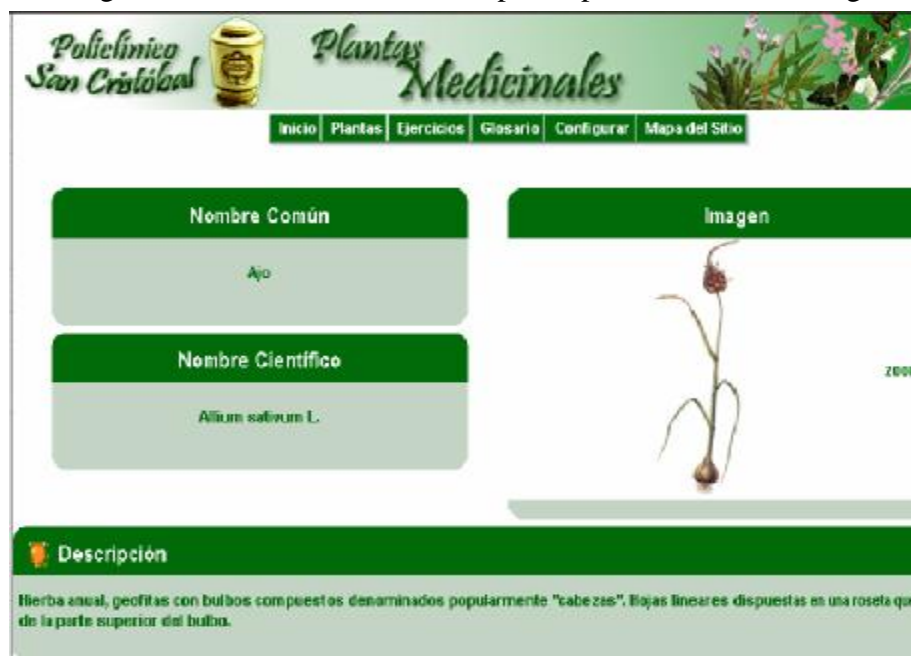 Policlínico
San Cristóbal
Plantas
Medicinales
Inicio Plantas Ejercicios Glosario Configurar Mapa del Sitio
Nombre Común
Imagen
Ajo
Nombre Científico
Allium sativum L.
Descripción
Hierba anual, geofitas con bulbos compuestos denominados popularmente "cabezas". Hojas lineares dispuestas en una roseta que
de la parte superior del bulbo.